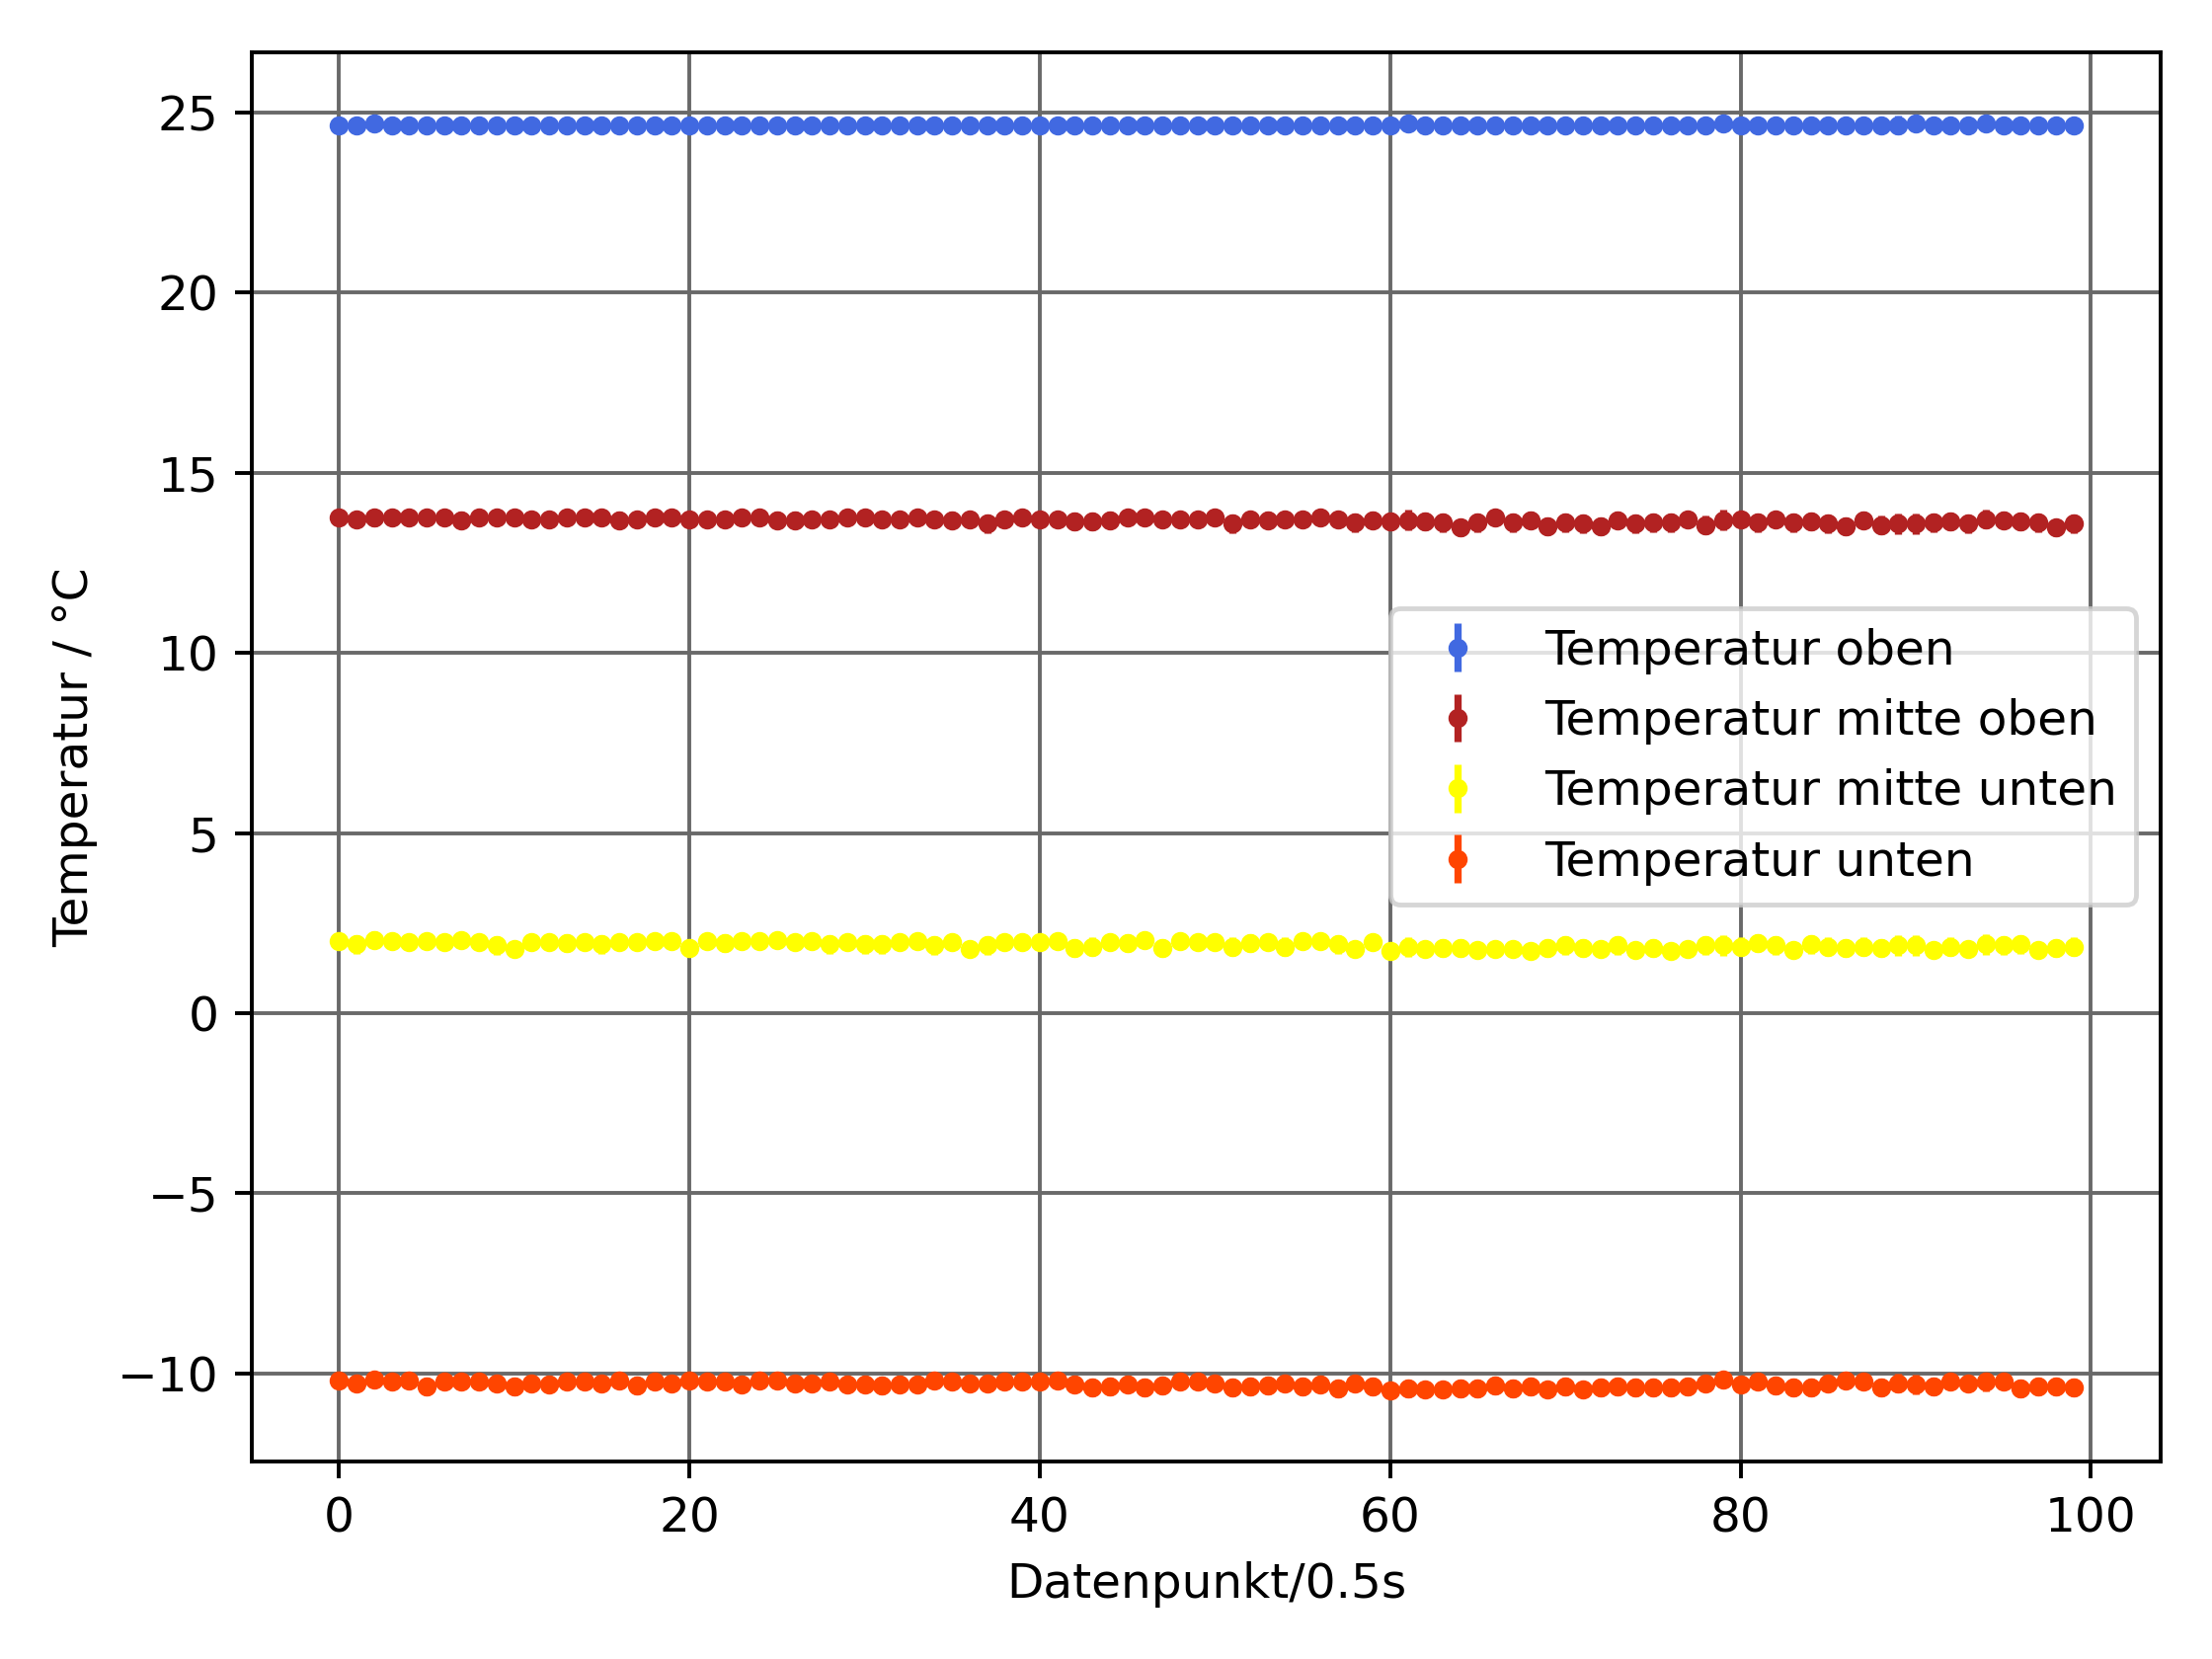 25
20
15
10
5
0
−5
−10
Temperatur / °C
Temperatur oben
Temperatur mitte oben
Temperatur mitte unten
Temperatur unten
0 20 40 60 80 100
Datenpunkt/0.5s